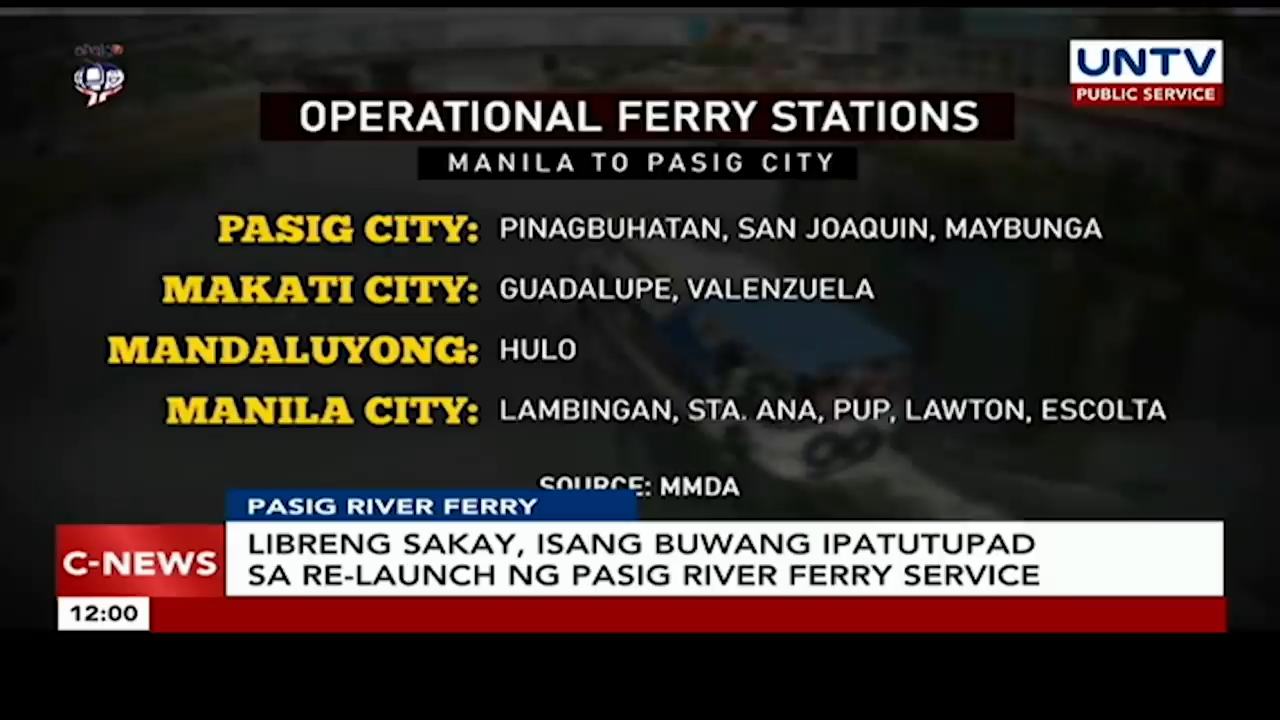 UNTV
PUBLIC SERVICE
OPERATIONAL FERRY STATIONS
MANILA TO PASIG CITY
PASIG CITY: PINAGBUHATAN, SAN JOAQUIN, MAYBUNGA
MAKATI CITY: GUADALUPE, VALENZUELA
MANDALUYONG: HULO
MANILA CITY: LAMBINGAN, STA. ANA, PUP, LAWTON, ESCOLTA
SOURCE: MMDA
PASIG RIVER FERRY
C-NEWS
LIBRENG SAKAY, ISANG BUWANG IPATUTUPAD
SA RE-LAUNCH NG PASIG RIVER FERRY SERVICE
12:00